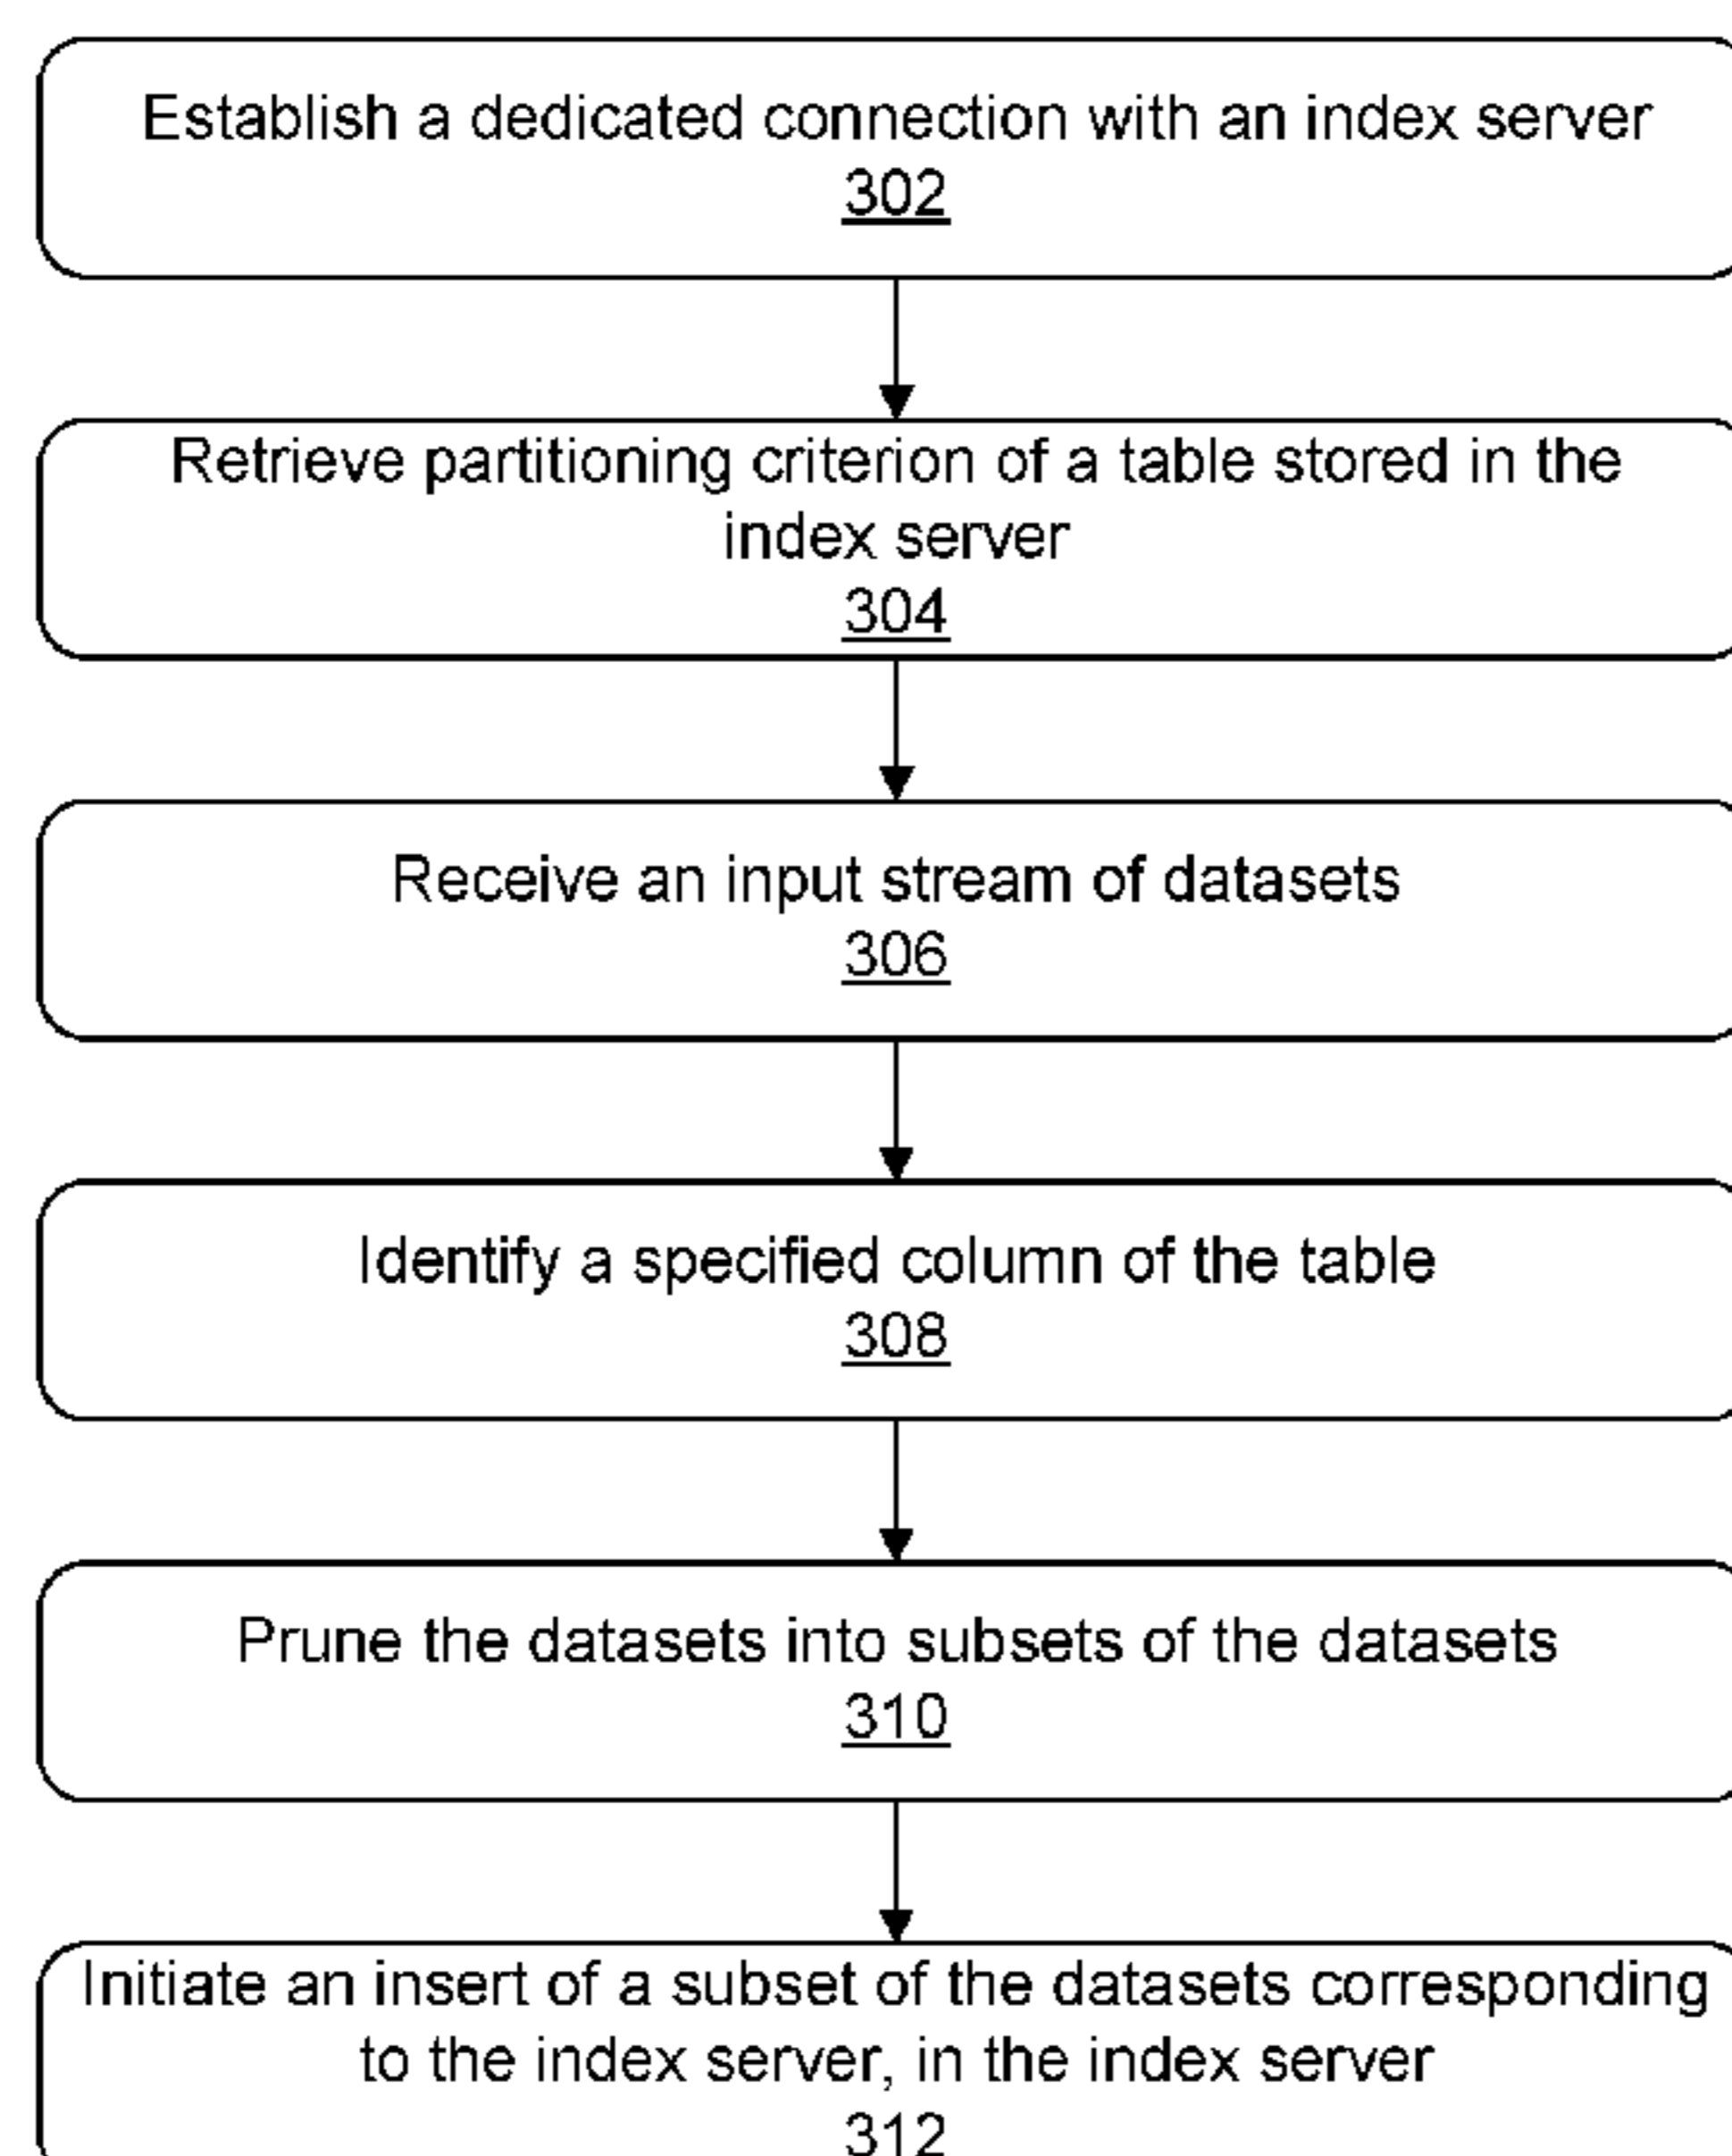 Establish a dedicated connection with an index server
302
Retrieve partitioning criterion of a table stored in the
index server
304
Receive an input stream of datasets
306
Identify a specified column of the table
308
Prune the datasets into subsets of the datasets
310
Initiate an insert of a subset of the datasets corresponding
to the index server, in the index server
312